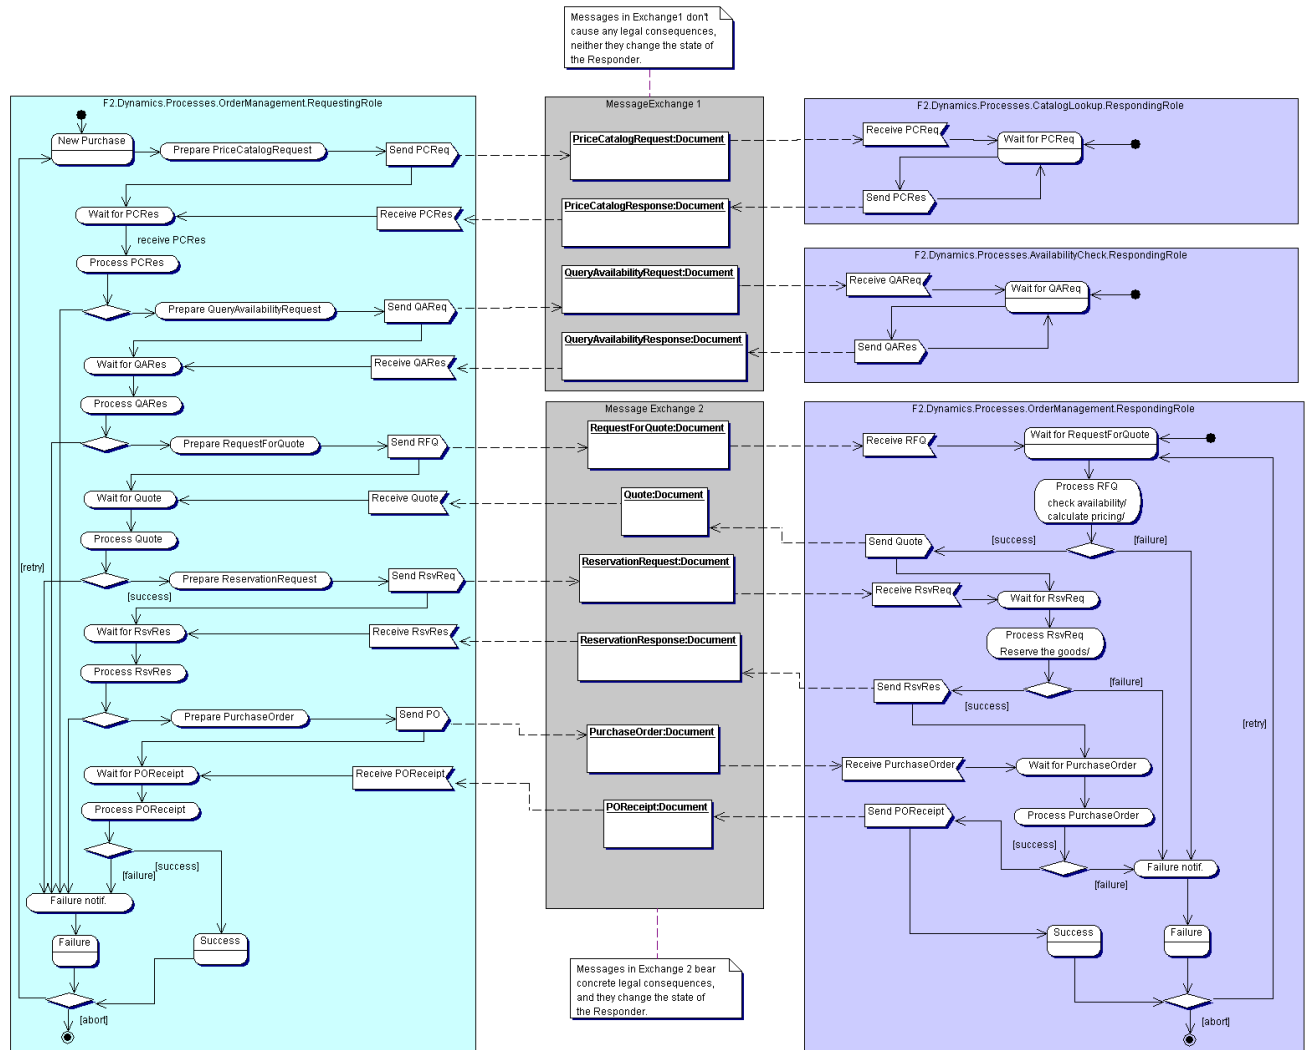 Messages in Exchange1 don't
cause any legal consequences,
neither they change the state of
the Responder.
F2.Dynamics.Processes.OrderManagement.RequestingRole
New Purchase
Prepare PriceCatalogRequest
Send PCReq
Wait for PCRes
Receive PCRes
receive PCRes
Process PCRes
Prepare QueryAvailabilityRequest
Send QAReq
Wait for QARes
Receive QARes
Process QARes
Prepare RequestForQuote
Send RFQ
Wait for Quote
Receive Quote
Process Quote
[retry]
Prepare ReservationRequest
Send RsvReq
[success]
Wait for RsvRes
Receive RsvRes
Process RsvRes
Prepare PurchaseOrder
Send PO
Wait for POReceipt
Receive POReceipt
Process POReceipt
[success]
[failure]
Failure notif.
Failure
Success
[abort]
MessageExchange 1
PriceCatalogRequest:Document
PriceCatalogResponse:Document
QueryAvailabilityRequest:Document
QueryAvailabilityResponse:Document
Message Exchange 2
RequestForQuote:Document
Quote:Document
ReservationRequest:Document
ReservationResponse:Document
PurchaseOrder:Document
POReceipt:Document
Messages in Exchange 2 bear
concrete legal consequences,
and they change the state of
the Responder.
F2.Dynamics.Processes.CatalogLookup.RespondingRole
Receive PCReq
Wait for PCReq
Send PCRes
F2.Dynamics.Processes.AvailabilityCheck.RespondingRole
Receive QAReq
Wait for QAReq
Send QARes
F2.Dynamics.Processes.OrderManagement.RespondingRole
Receive RFQ
Wait for RequestForQuote
Process RFQ
check availability/
calculate pricing/
Send Quote
[success]
[failure]
Receive RsvReq
Wait for RsvReq
Process RsvReq
Reserve the goods/
Send RsvRes
[success]
[failure]
[retry]
Receive PurchaseOrder
Wait for PurchaseOrder
Send POReceipt
Process PurchaseOrder
[success]
[failure]
Failure notif.
Success
Failure
[abort]